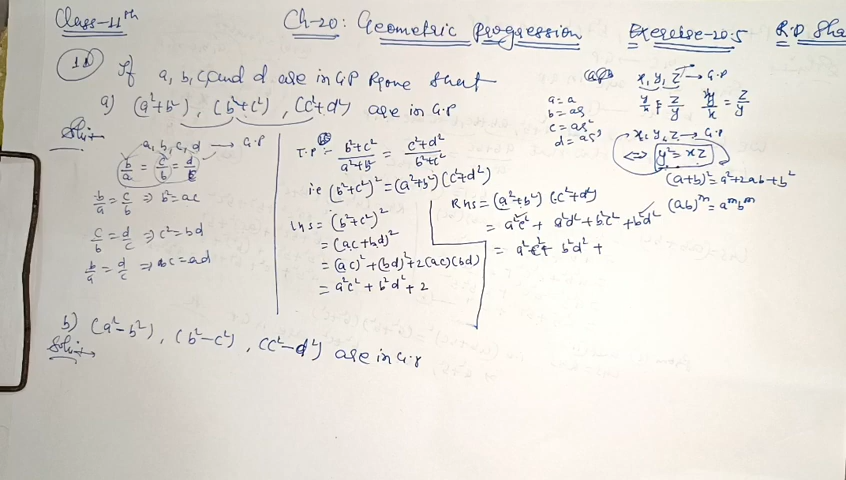 Class-11th Ch-20: Geometric Progression Exercise-20.5 R.D Sha
11 If a, b, c, and d are in G.P Prove that
a) (a²+b²), (b²+c²), (c²+d²) are in G.P
a = a
b = ar
c = ar²
d = ar³
x, y, z → G.P
y/x = z/y y/x = z/y
x, y, z → G.P
⇔ y² = xz
(a+b)² = a²+2ab+b²
(ab)^m = a^m b^m
Sol:→
a, b, c, d → G.P
b/a = c/b = d/c
b/a = c/b ⇒ b² = ac
c/b = d/c ⇒ c² = bd
b/a = d/c ⇒ bc = ad
T.P:- (b²+c²)/(a²+b²) = (c²+d²)/(b²+c²)
i.e (b²+c²)² = (a²+b²)(c²+d²)
Lhs = (b²+c²)²
= (ac+bd)²
= (ac)²+(bd)²+2(ac)(bd)
= a²c²+b²d²+2
Rhs = (a²+b²)(c²+d²)
= a²c²+a²d²+b²c²+b²d²
= a²c²+b²d²+
b) (a²-b²), (b²-c²), (c²-d²) are in G.P
Sol:→